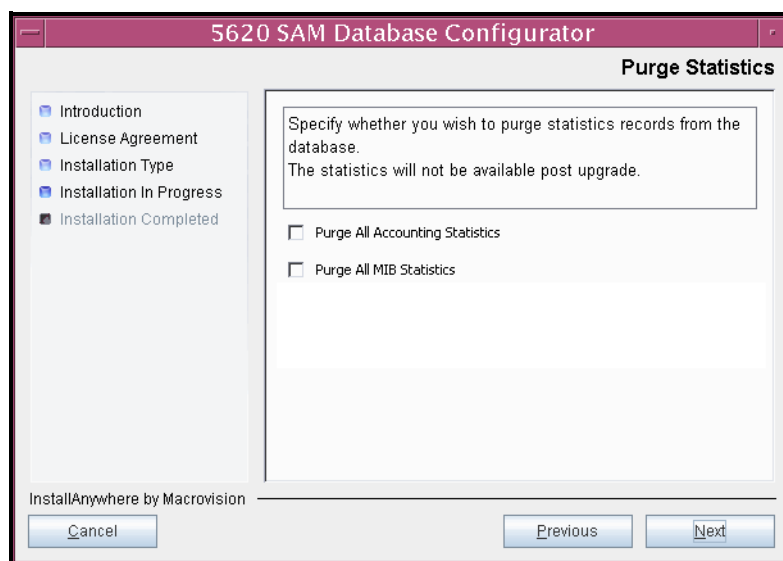 5620 SAM Database Configurator
Purge Statistics
Introduction
License Agreement
Installation Type
Installation In Progress
Installation Completed
Specify whether you wish to purge statistics records from the
database.
The statistics will not be available post upgrade.
Purge All Accounting Statistics
Purge All MIB Statistics
InstallAnywhere by Macrovision
Cancel
Previous
Next